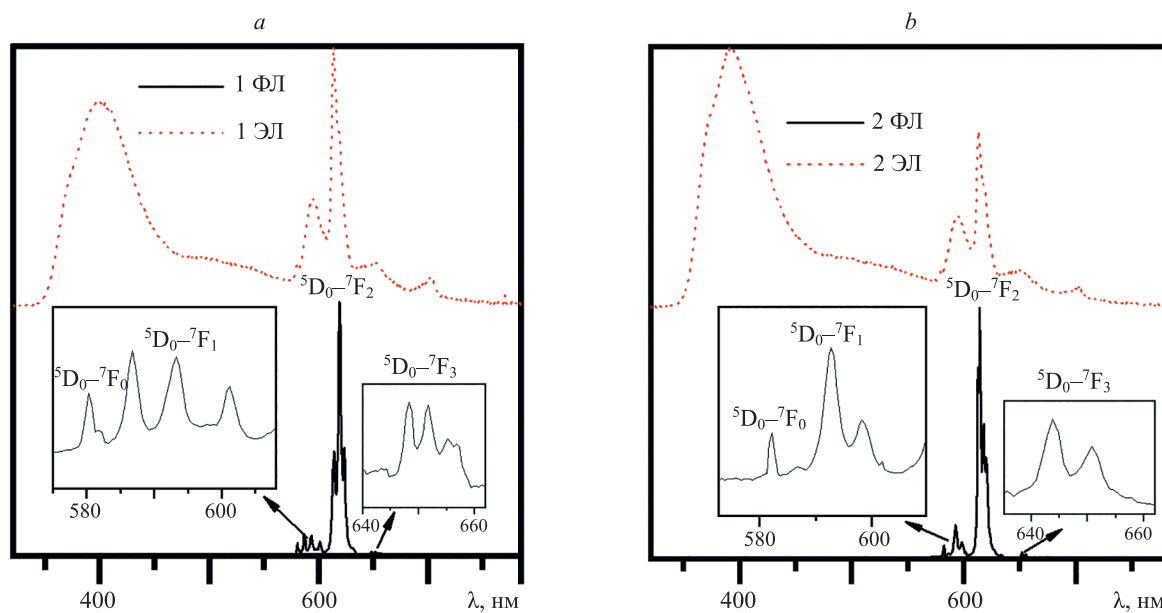 a
1 ФЛ
1 ЭЛ
⁵D₀–⁷F₂
⁵D₀–⁷F₁
⁵D₀–⁷F₀
⁵D₀–⁷F₃
580 600
640 660
400 600 λ, нм
b
2 ФЛ
2 ЭЛ
⁵D₀–⁷F₂
⁵D₀–⁷F₁
⁵D₀–⁷F₃
⁵D₀–⁷F₀
580 600
640 660
400 600 λ, нм